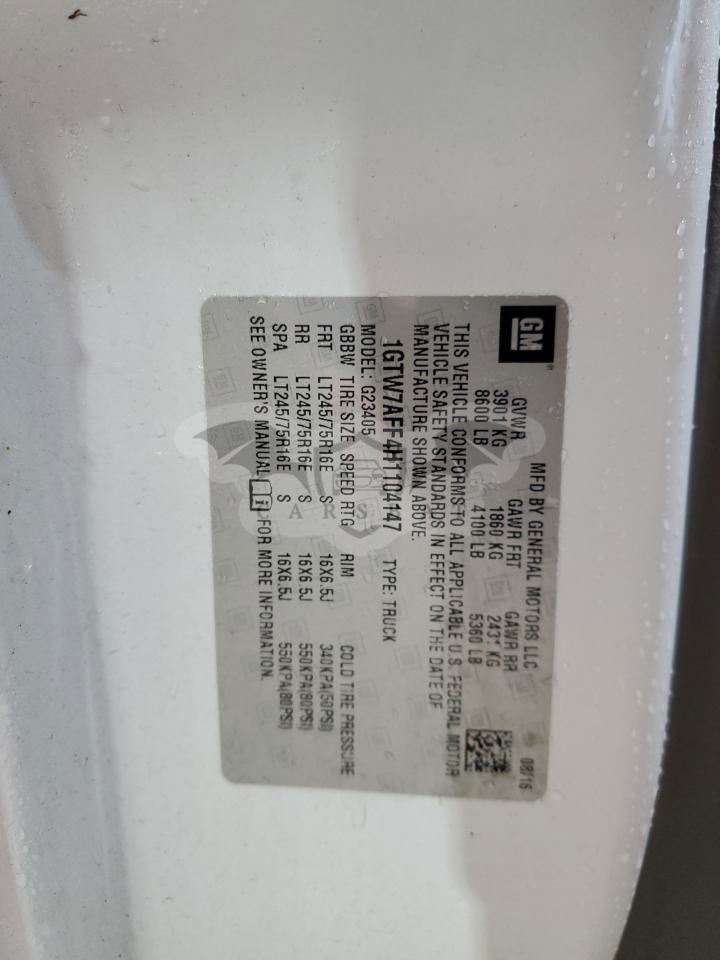 GM
MFD BY GENERAL MOTORS LLC 08/16
GVWR GAWR FRT GAWR RR
3901 KG 1860 KG 2431 KG
8600 LB 4100 LB 5360 LB
THIS VEHICLE CONFORMS TO ALL APPLICABLE U.S. FEDERAL MOTOR
VEHICLE SAFETY STANDARDS IN EFFECT ON THE DATE OF
MANUFACTURE SHOWN ABOVE.
1GTW7AFF4H1104147 TYPE: TRUCK
MODEL: G23405
GBBW TIRE SIZE SPEED RTG RIM COLD TIRE PRESSURE
FRT LT245/75R16E S 16X6.5J 340KPA(50PSI)
RR LT245/75R16E S 16X6.5J 550KPA(80PSI)
SPA LT245/75R16E S 16X6.5J 550KPA(80PSI)
SEE OWNER'S MANUAL FOR MORE INFORMATION.
CARS